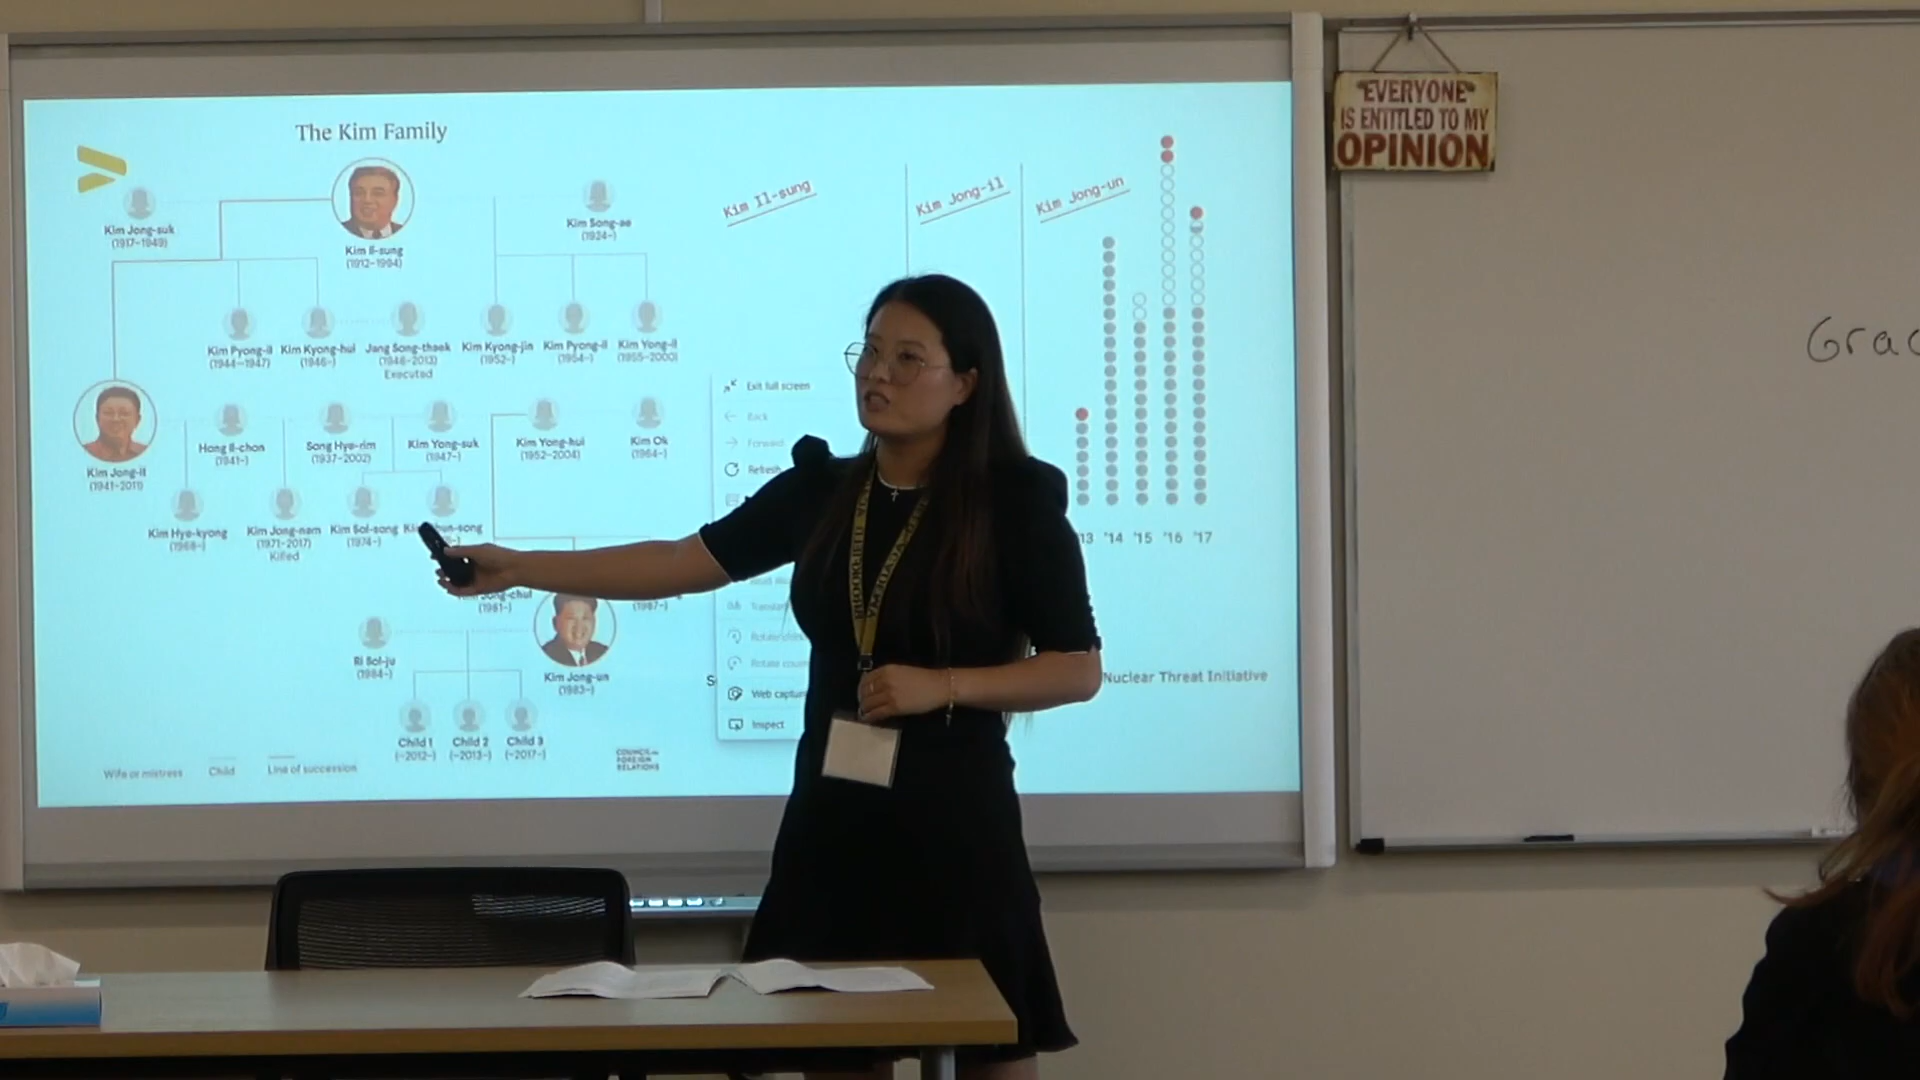 The Kim Family
Kim Jong-suk
(1917–1949)
Kim Il-sung
(1912–1994)
Kim Song-ae
(1924–)
Kim Pyong-il
(1944–1947)
Kim Kyong-hui
(1946–)
Jang Song-thaek
(1946–2013)
Executed
Kim Kyong-jin
(1952–)
Kim Pyong-il
(1954–)
Kim Yong-il
(1955–2000)
Kim Jong-il
(1941–2011)
Hong Il-chon
(1941–)
Song Hye-rim
(1937–2002)
Kim Yong-suk
(1947–)
Kim Yong-hui
(1952–2004)
Kim Ok
(1964–)
Kim Hye-kyong
(1968–)
Kim Jong-nam
(1971–2017)
Killed
Kim Sol-song
(1974–)
(1981–)
(1987–)
Ri Sol-ju
(1984–)
Kim Jong-un
(1983–)
Child 1
(~2012–)
Child 2
(~2013–)
Child 3
(~2017–)
Wife or mistress
Child
Line of succession
COUNCIL on
FOREIGN
RELATIONS
Kim Il-sung
Kim Jong-il
Kim Jong-un
Exit full screen
Back
Forward
Refresh
Web captur
Inspect
13 '14 '15 '16 '17
Nuclear Threat Initiative
EVERYONE
IS ENTITLED TO MY
OPINION
Grac